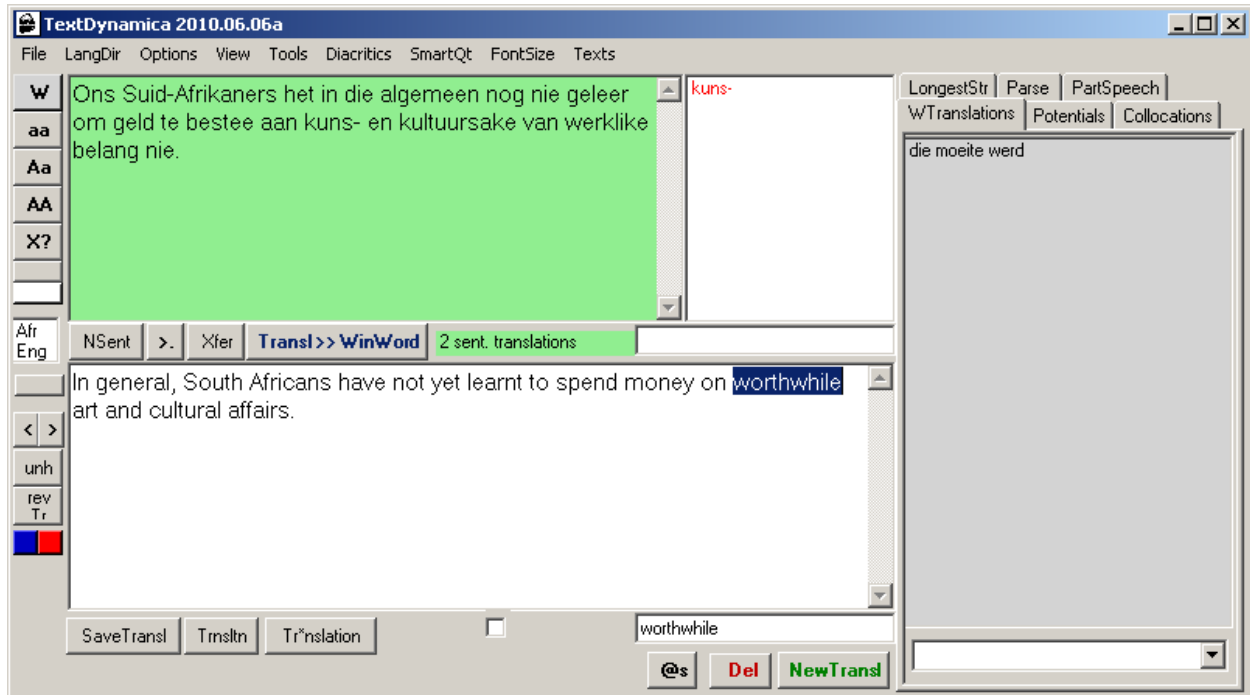 TextDynamica 2010.06.06a
File LangDir Options View Tools Diacritics SmartQt FontSize Texts
W
aa
Aa
AA
X?
Afr
Eng
< >
unh
rev
Tr
Ons Suid-Afrikaners het in die algemeen nog nie geleer
om geld te bestee aan kuns- en kultuursake van werklike
belang nie.
kuns-
NSent >. Xfer Transl>>WinWord 2 sent. translations
In general, South Africans have not yet learnt to spend money on worthwhile
art and cultural affairs.
SaveTransl Trnsltn Tr*nslation
worthwhile
@s Del NewTransl
LongestStr Parse PartSpeech
WTranslations Potentials Collocations
die moeite werd